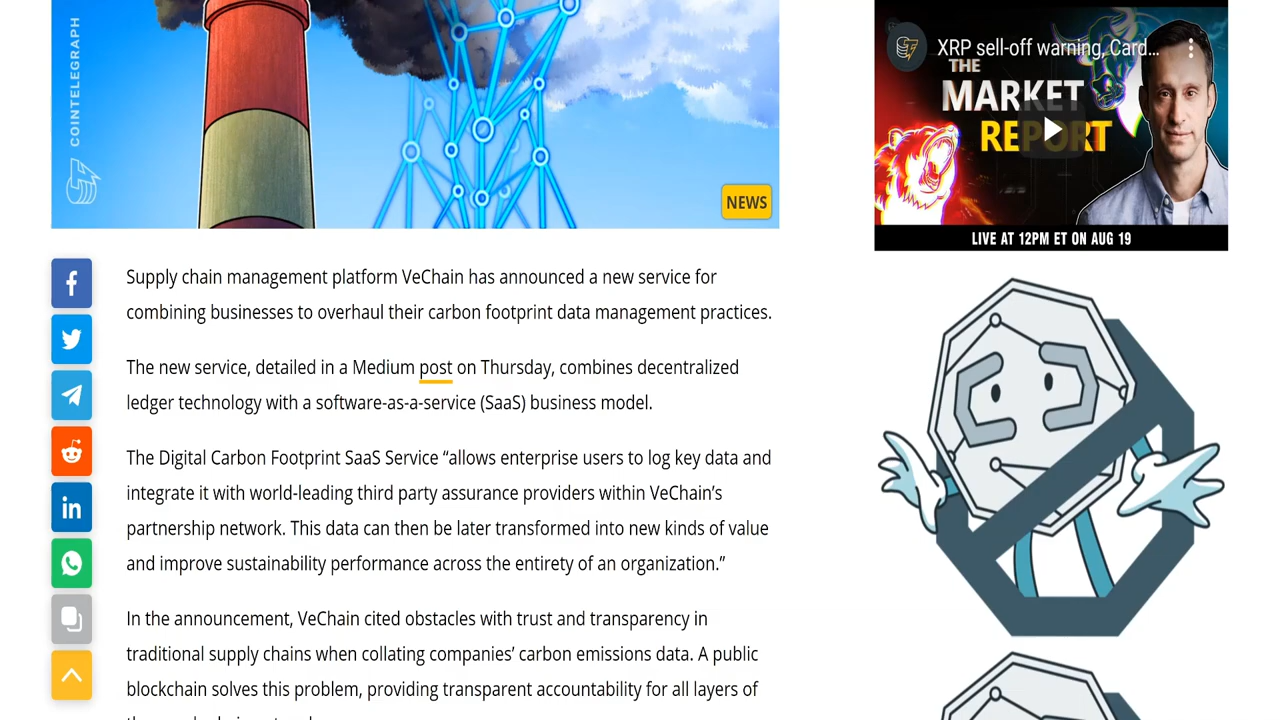 COINTELEGRAPH
NEWS
Supply chain management platform VeChain has announced a new service for
combining businesses to overhaul their carbon footprint data management practices.
The new service, detailed in a Medium post on Thursday, combines decentralized
ledger technology with a software-as-a-service (SaaS) business model.
The Digital Carbon Footprint SaaS Service “allows enterprise users to log key data and
integrate it with world-leading third party assurance providers within VeChain’s
partnership network. This data can then be later transformed into new kinds of value
and improve sustainability performance across the entirety of an organization.”
In the announcement, VeChain cited obstacles with trust and transparency in
traditional supply chains when collating companies’ carbon emissions data. A public
blockchain solves this problem, providing transparent accountability for all layers of
XRP sell-off warning, Card...
THE
MARKET
REPORT
LIVE AT 12PM ET ON AUG 19